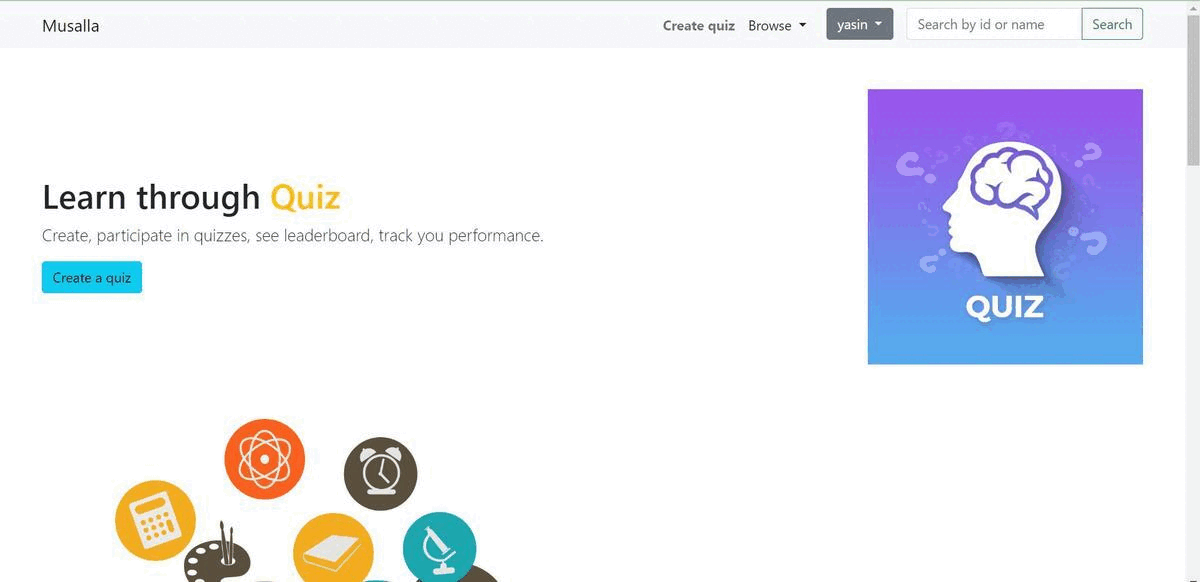 Musalla
Create quiz Browse yasin Search by id or name Search
Learn through Quiz
Create, participate in quizzes, see leaderboard, track you performance.
Create a quiz
QUIZ